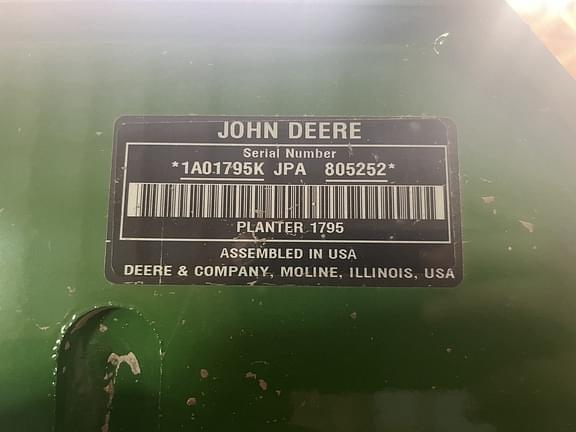 JOHN DEERE
Serial Number
*1A01795K JPA 805252*
PLANTER 1795
ASSEMBLED IN USA
DEERE & COMPANY, MOLINE, ILLINOIS, USA